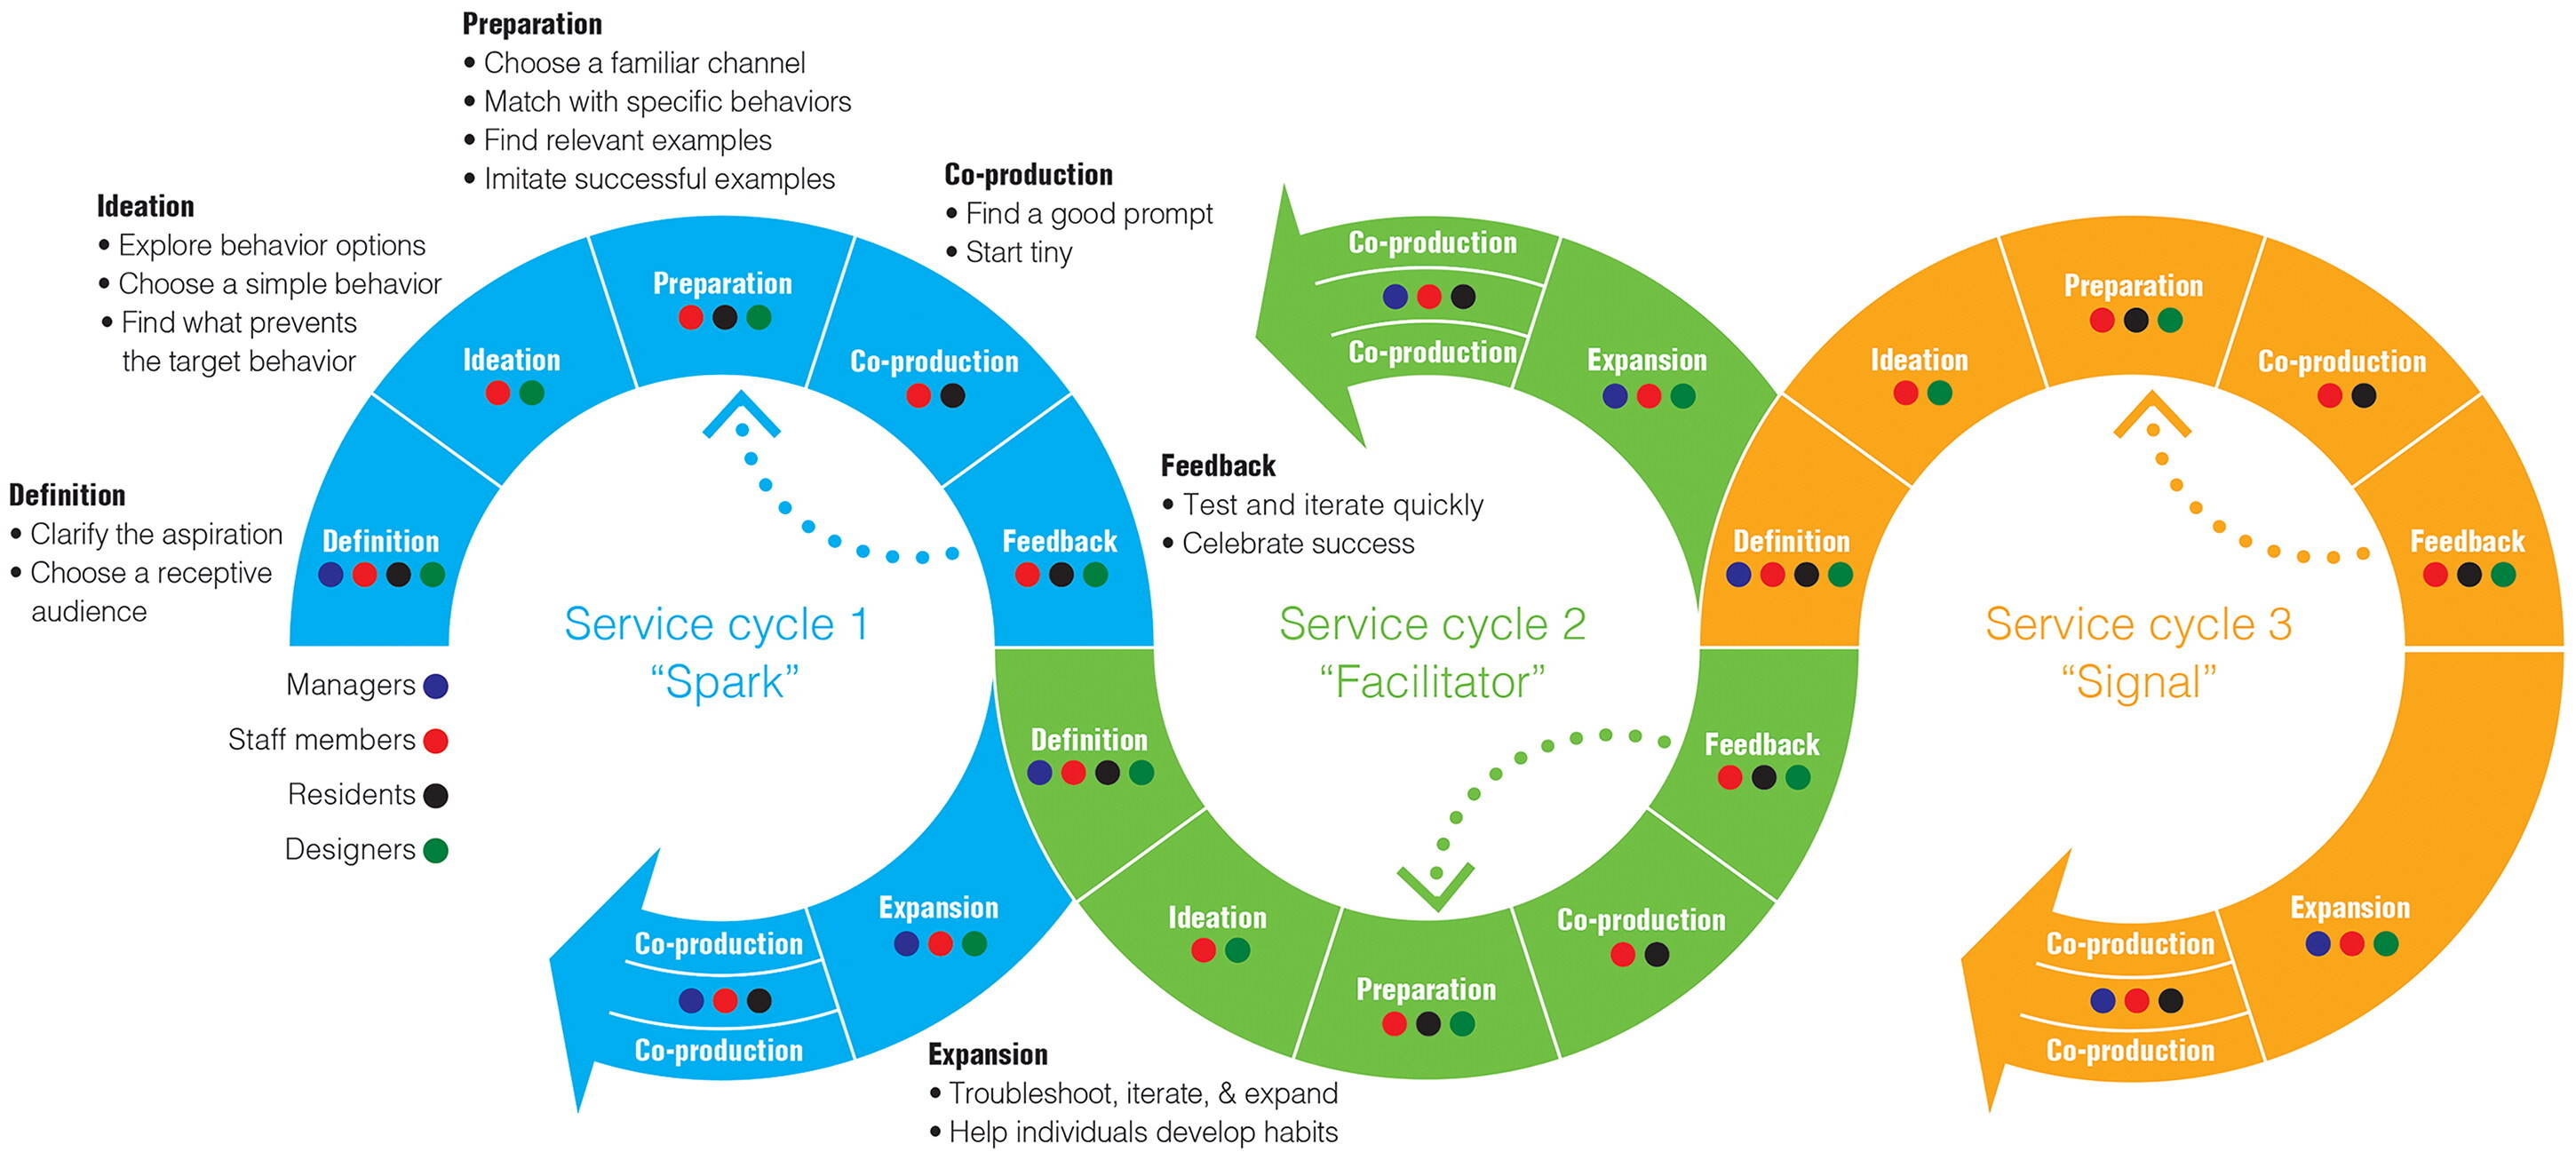 Preparation
• Choose a familiar channel
• Match with specific behaviors
• Find relevant examples
• Imitate successful examples
Ideation
• Explore behavior options
• Choose a simple behavior
• Find what prevents
the target behavior
Co-production
• Find a good prompt
• Start tiny
Definition
• Clarify the aspiration
• Choose a receptive
audience
Definition
Ideation
Preparation
Co-production
Feedback
Service cycle 1
“Spark”
Managers
Staff members
Residents
Designers
Expansion
Co-production
Co-production
Feedback
• Test and iterate quickly
• Celebrate success
Expansion
• Troubleshoot, iterate, & expand
• Help individuals develop habits
Definition
Ideation
Preparation
Co-production
Feedback
Service cycle 2
“Facilitator”
Expansion
Co-production
Co-production
Definition
Ideation
Preparation
Co-production
Feedback
Service cycle 3
“Signal”
Expansion
Co-production
Co-production